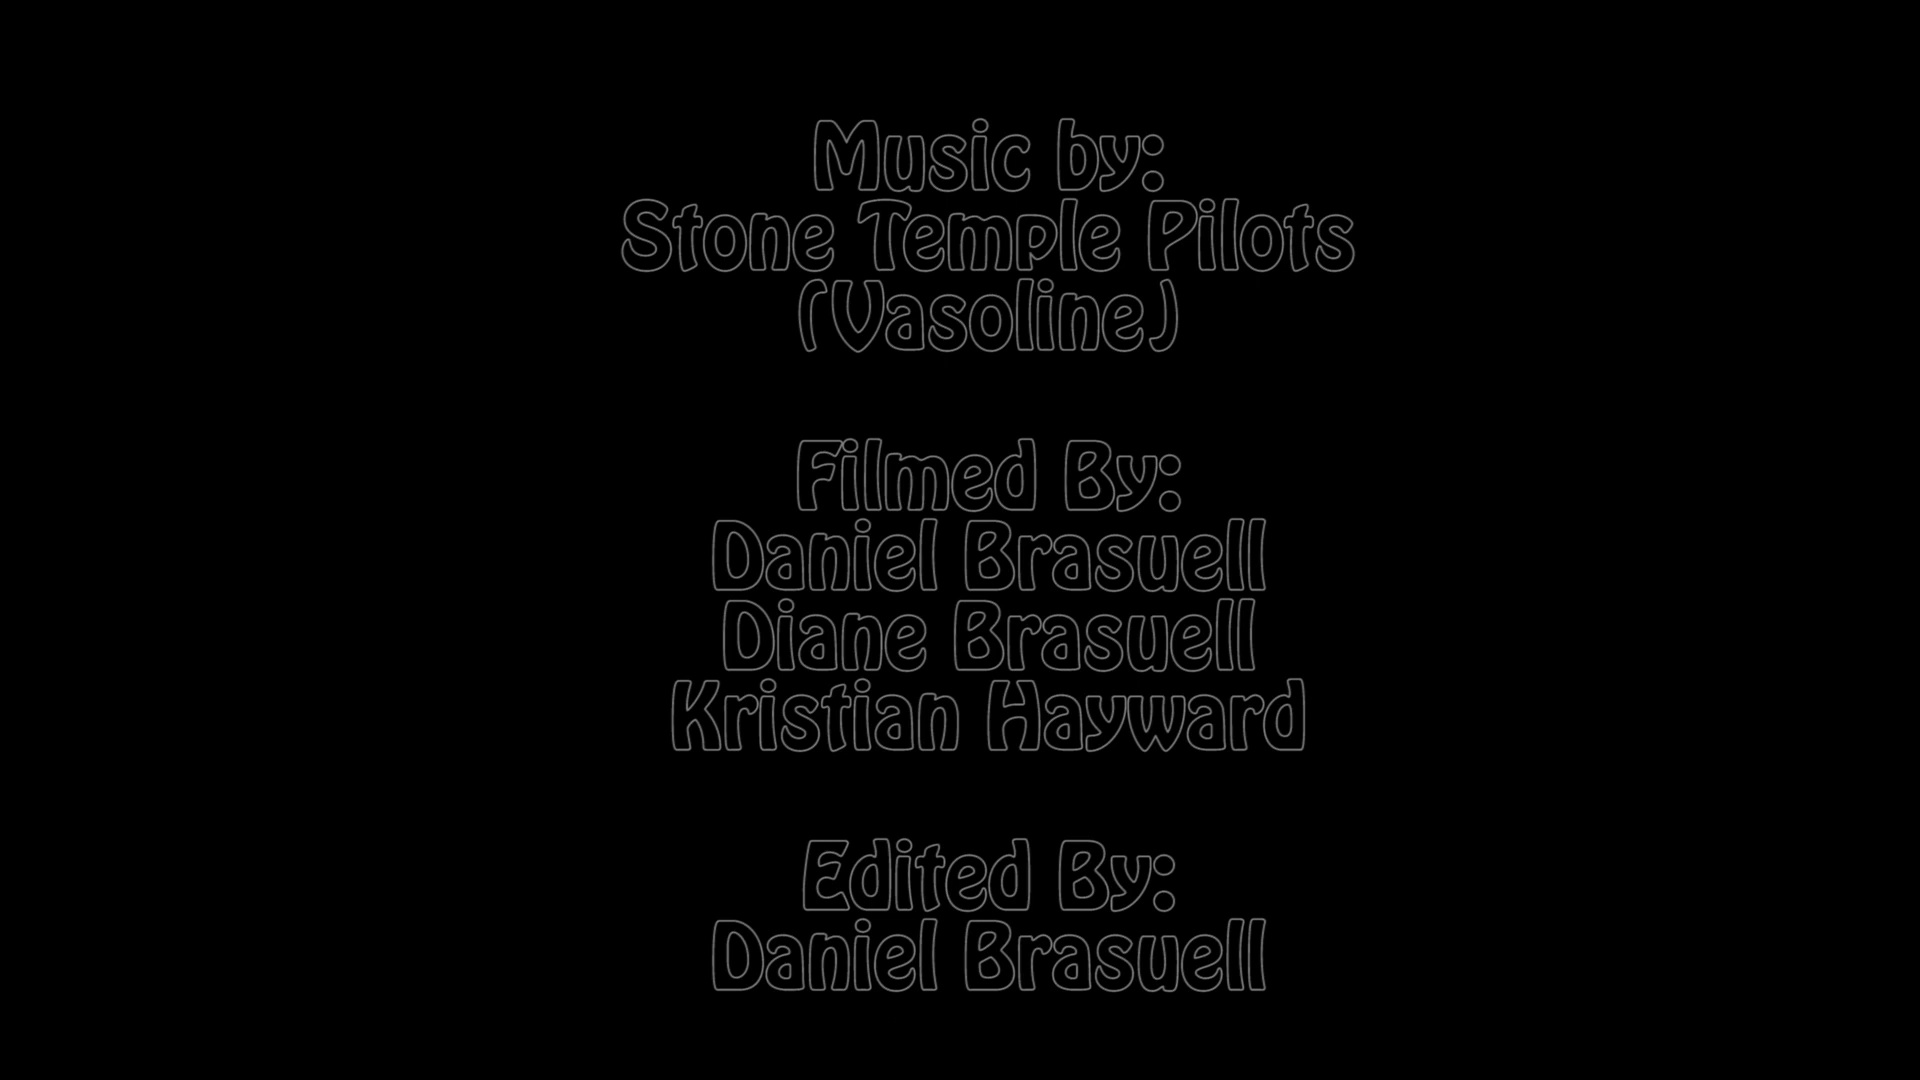 Music by:
Stone Temple Pilots
(Vasoline)
Filmed By:
Daniel Brasuell
Diane Brasuell
Kristian Hayward
Edited By:
Daniel Brasuell